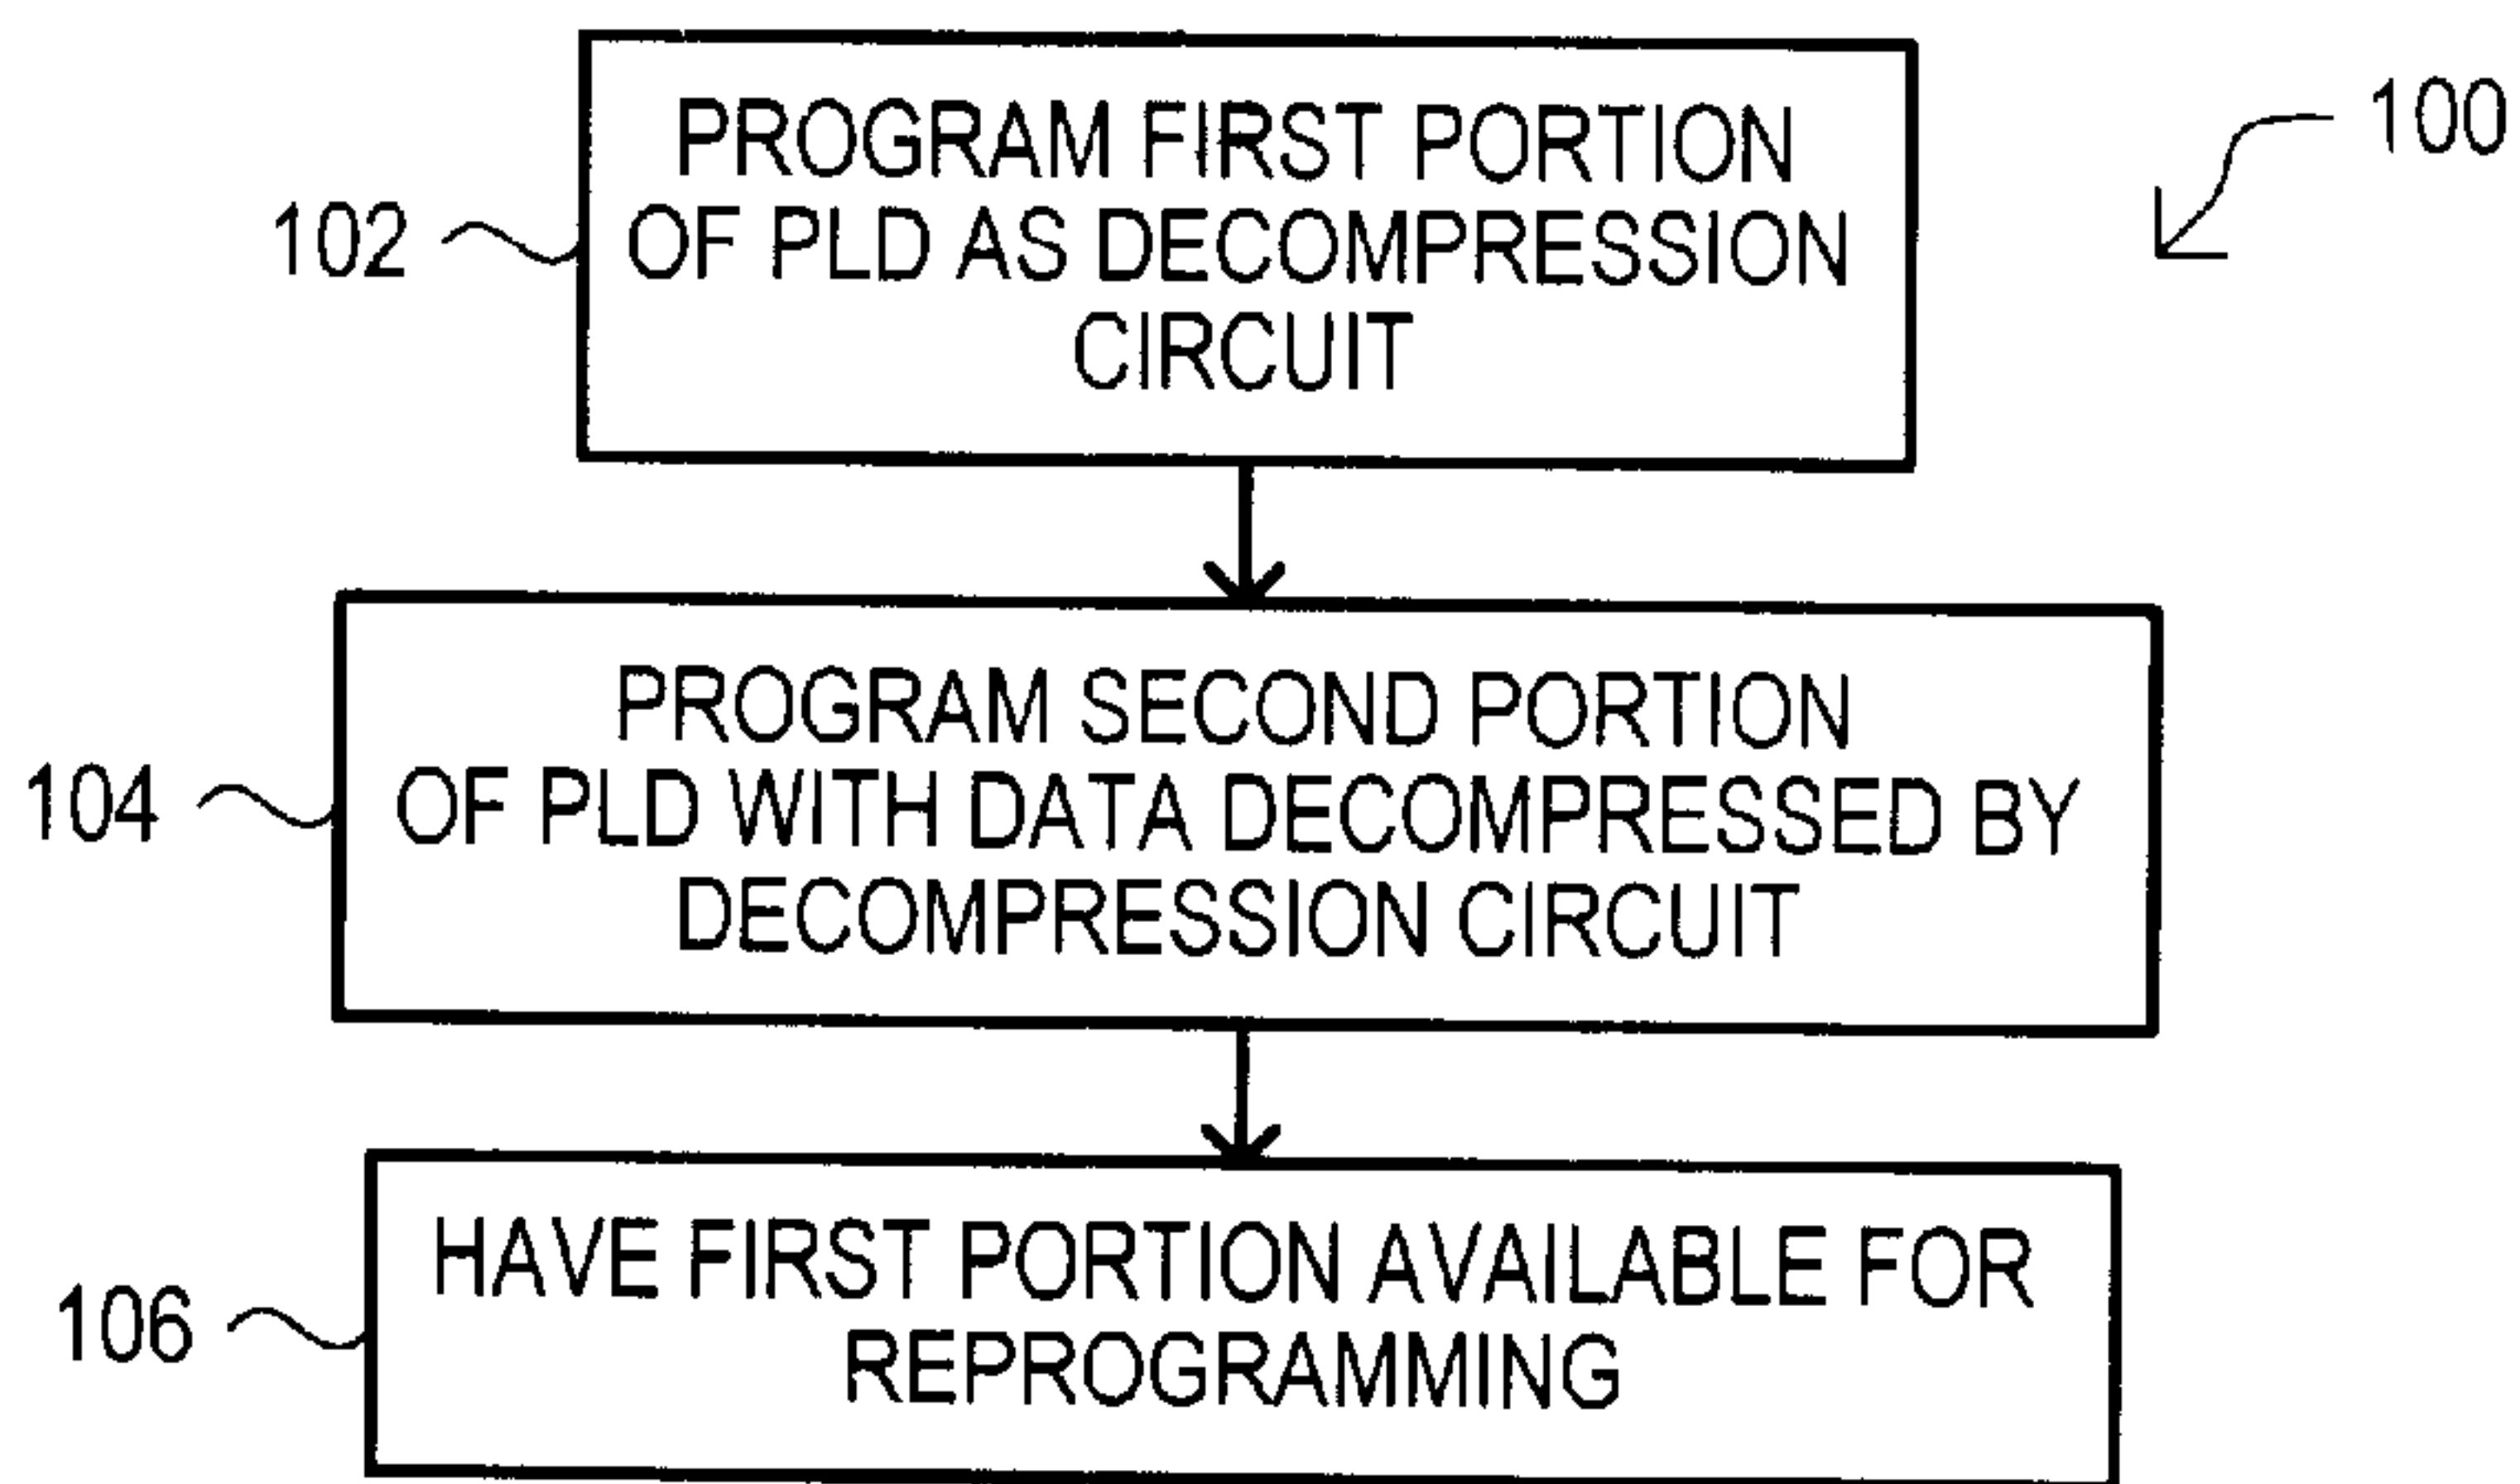 PROGRAM FIRST PORTION
OF PLD AS DECOMPRESSION
CIRCUIT
100
102
PROGRAM SECOND PORTION
OF PLD WITH DATA DECOMPRESSED BY
DECOMPRESSION CIRCUIT
104
HAVE FIRST PORTION AVAILABLE FOR
REPROGRAMMING
106